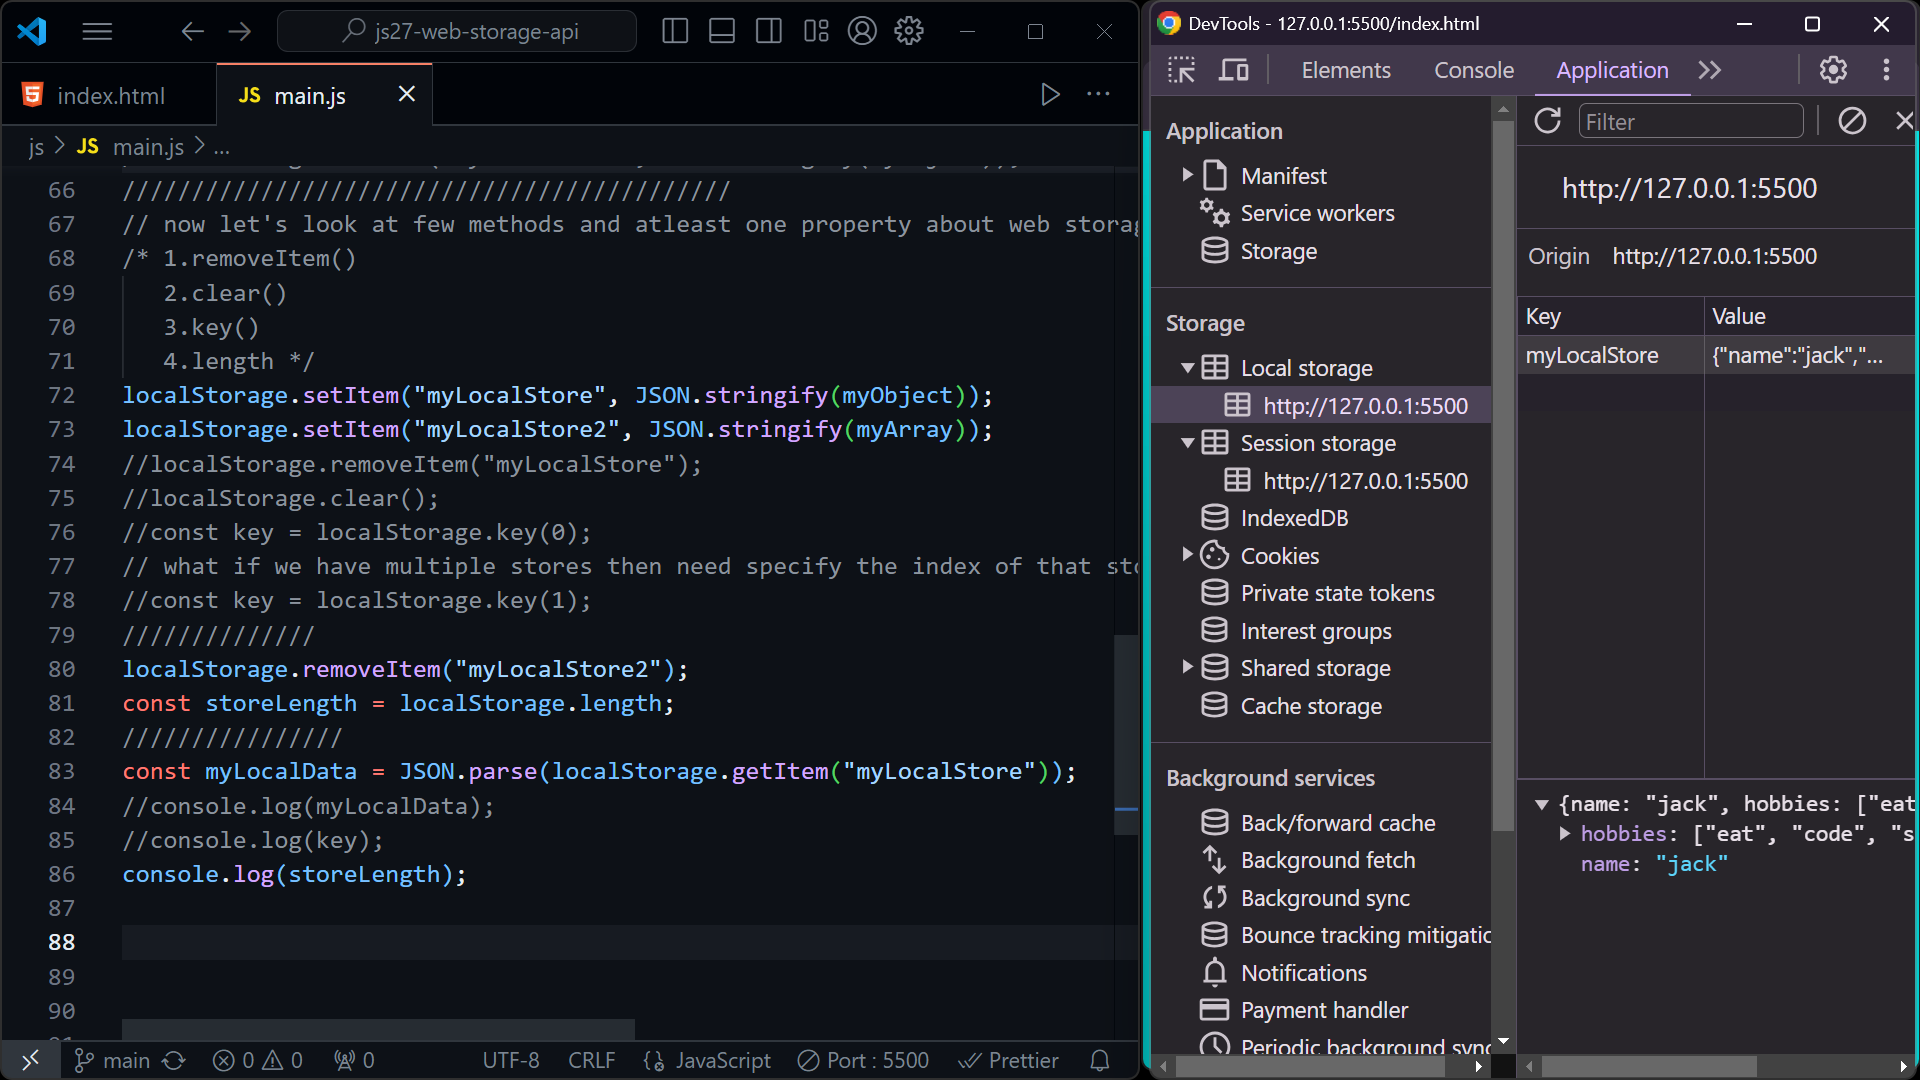 js27-web-storage-api
index.html
JS main.js
js > JS main.js > ...
66 ////////////////////////////////////////////
67 // now let's look at few methods and atleast one property about web storag
68 /* 1.removeItem()
69 2.clear()
70 3.key()
71 4.length */
72 localStorage.setItem("myLocalStore", JSON.stringify(myObject));
73 localStorage.setItem("myLocalStore2", JSON.stringify(myArray));
74 //localStorage.removeItem("myLocalStore");
75 //localStorage.clear();
76 //const key = localStorage.key(0);
77 // what if we have multiple stores then need specify the index of that sto
78 //const key = localStorage.key(1);
79 //////////////
80 localStorage.removeItem("myLocalStore2");
81 const storeLength = localStorage.length;
82 ////////////////
83 const myLocalData = JSON.parse(localStorage.getItem("myLocalStore"));
84 //console.log(myLocalData);
85 //console.log(key);
86 console.log(storeLength);
87
88
89
90
main 0 0 0 UTF-8 CRLF {} JavaScript Port : 5500 Prettier
DevTools - 127.0.0.1:5500/index.html
Elements Console Application
Application
Manifest
Service workers
Storage
Storage
Local storage
http://127.0.0.1:5500
Session storage
http://127.0.0.1:5500
IndexedDB
Cookies
Private state tokens
Interest groups
Shared storage
Cache storage
Background services
Back/forward cache
Background fetch
Background sync
Bounce tracking mitigatio
Notifications
Payment handler
Periodic background sync
Filter
http://127.0.0.1:5500
Origin http://127.0.0.1:5500
Key Value
myLocalStore {"name":"jack","...
{name: "jack", hobbies: ["eat
hobbies: ["eat", "code", "s
name: "jack"